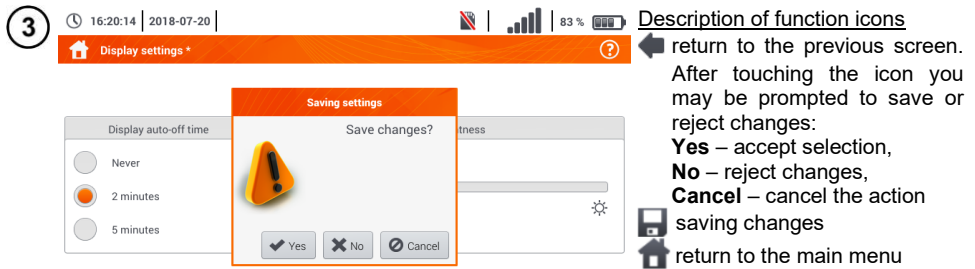 3
16:20:14 2018-07-20 83 %
Display settings *
Saving settings
Save changes?
Display auto-off time
tness
Never
2 minutes
5 minutes
Yes No Cancel
Description of function icons
return to the previous screen.
After touching the icon you
may be prompted to save or
reject changes:
Yes – accept selection,
No – reject changes,
Cancel – cancel the action
saving changes
return to the main menu